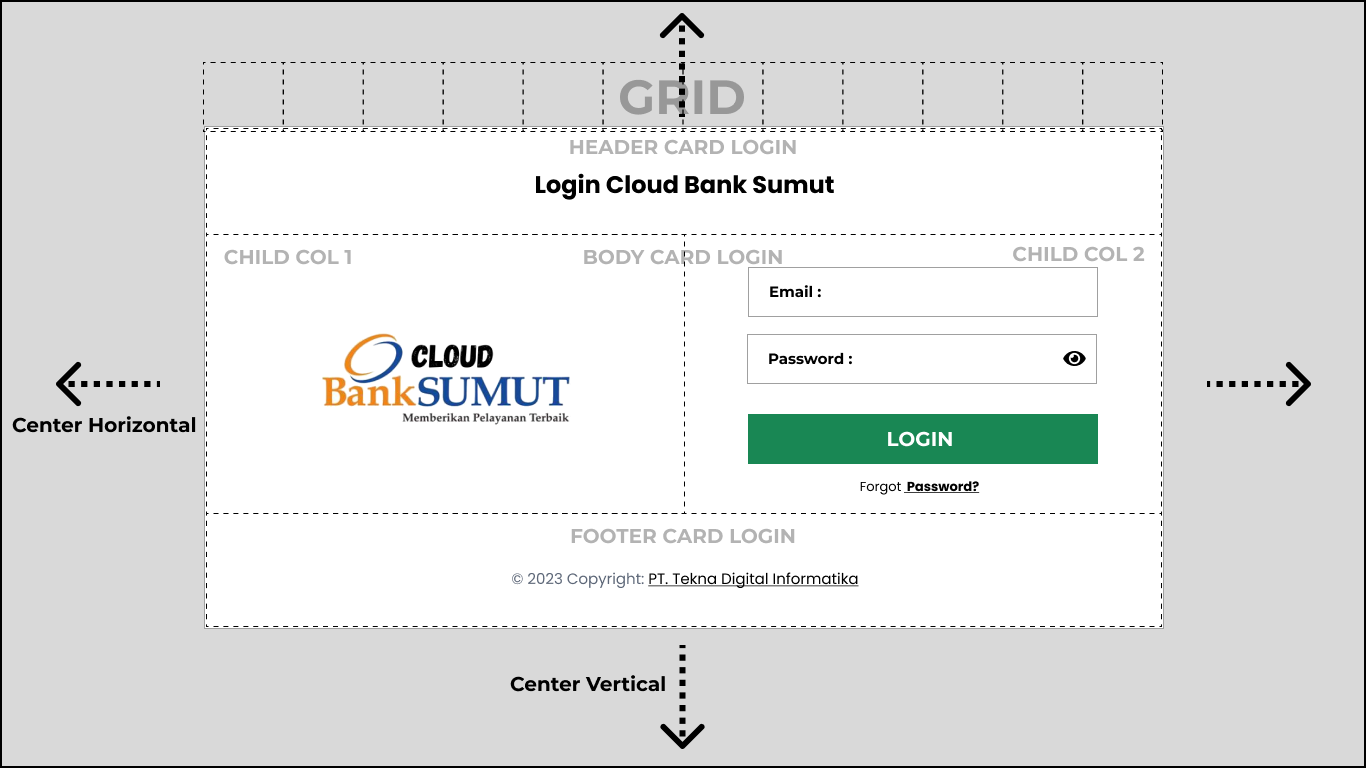 GRID
HEADER CARD LOGIN
Login Cloud Bank Sumut
CHILD COL 1
BODY CARD LOGIN
CHILD COL 2
Email :
CLOUD
BankSUMUT
Memberikan Pelayanan Terbaik
Password :
Center Horizontal
LOGIN
Forgot Password?
FOOTER CARD LOGIN
© 2023 Copyright: PT. Tekna Digital Informatika
Center Vertical